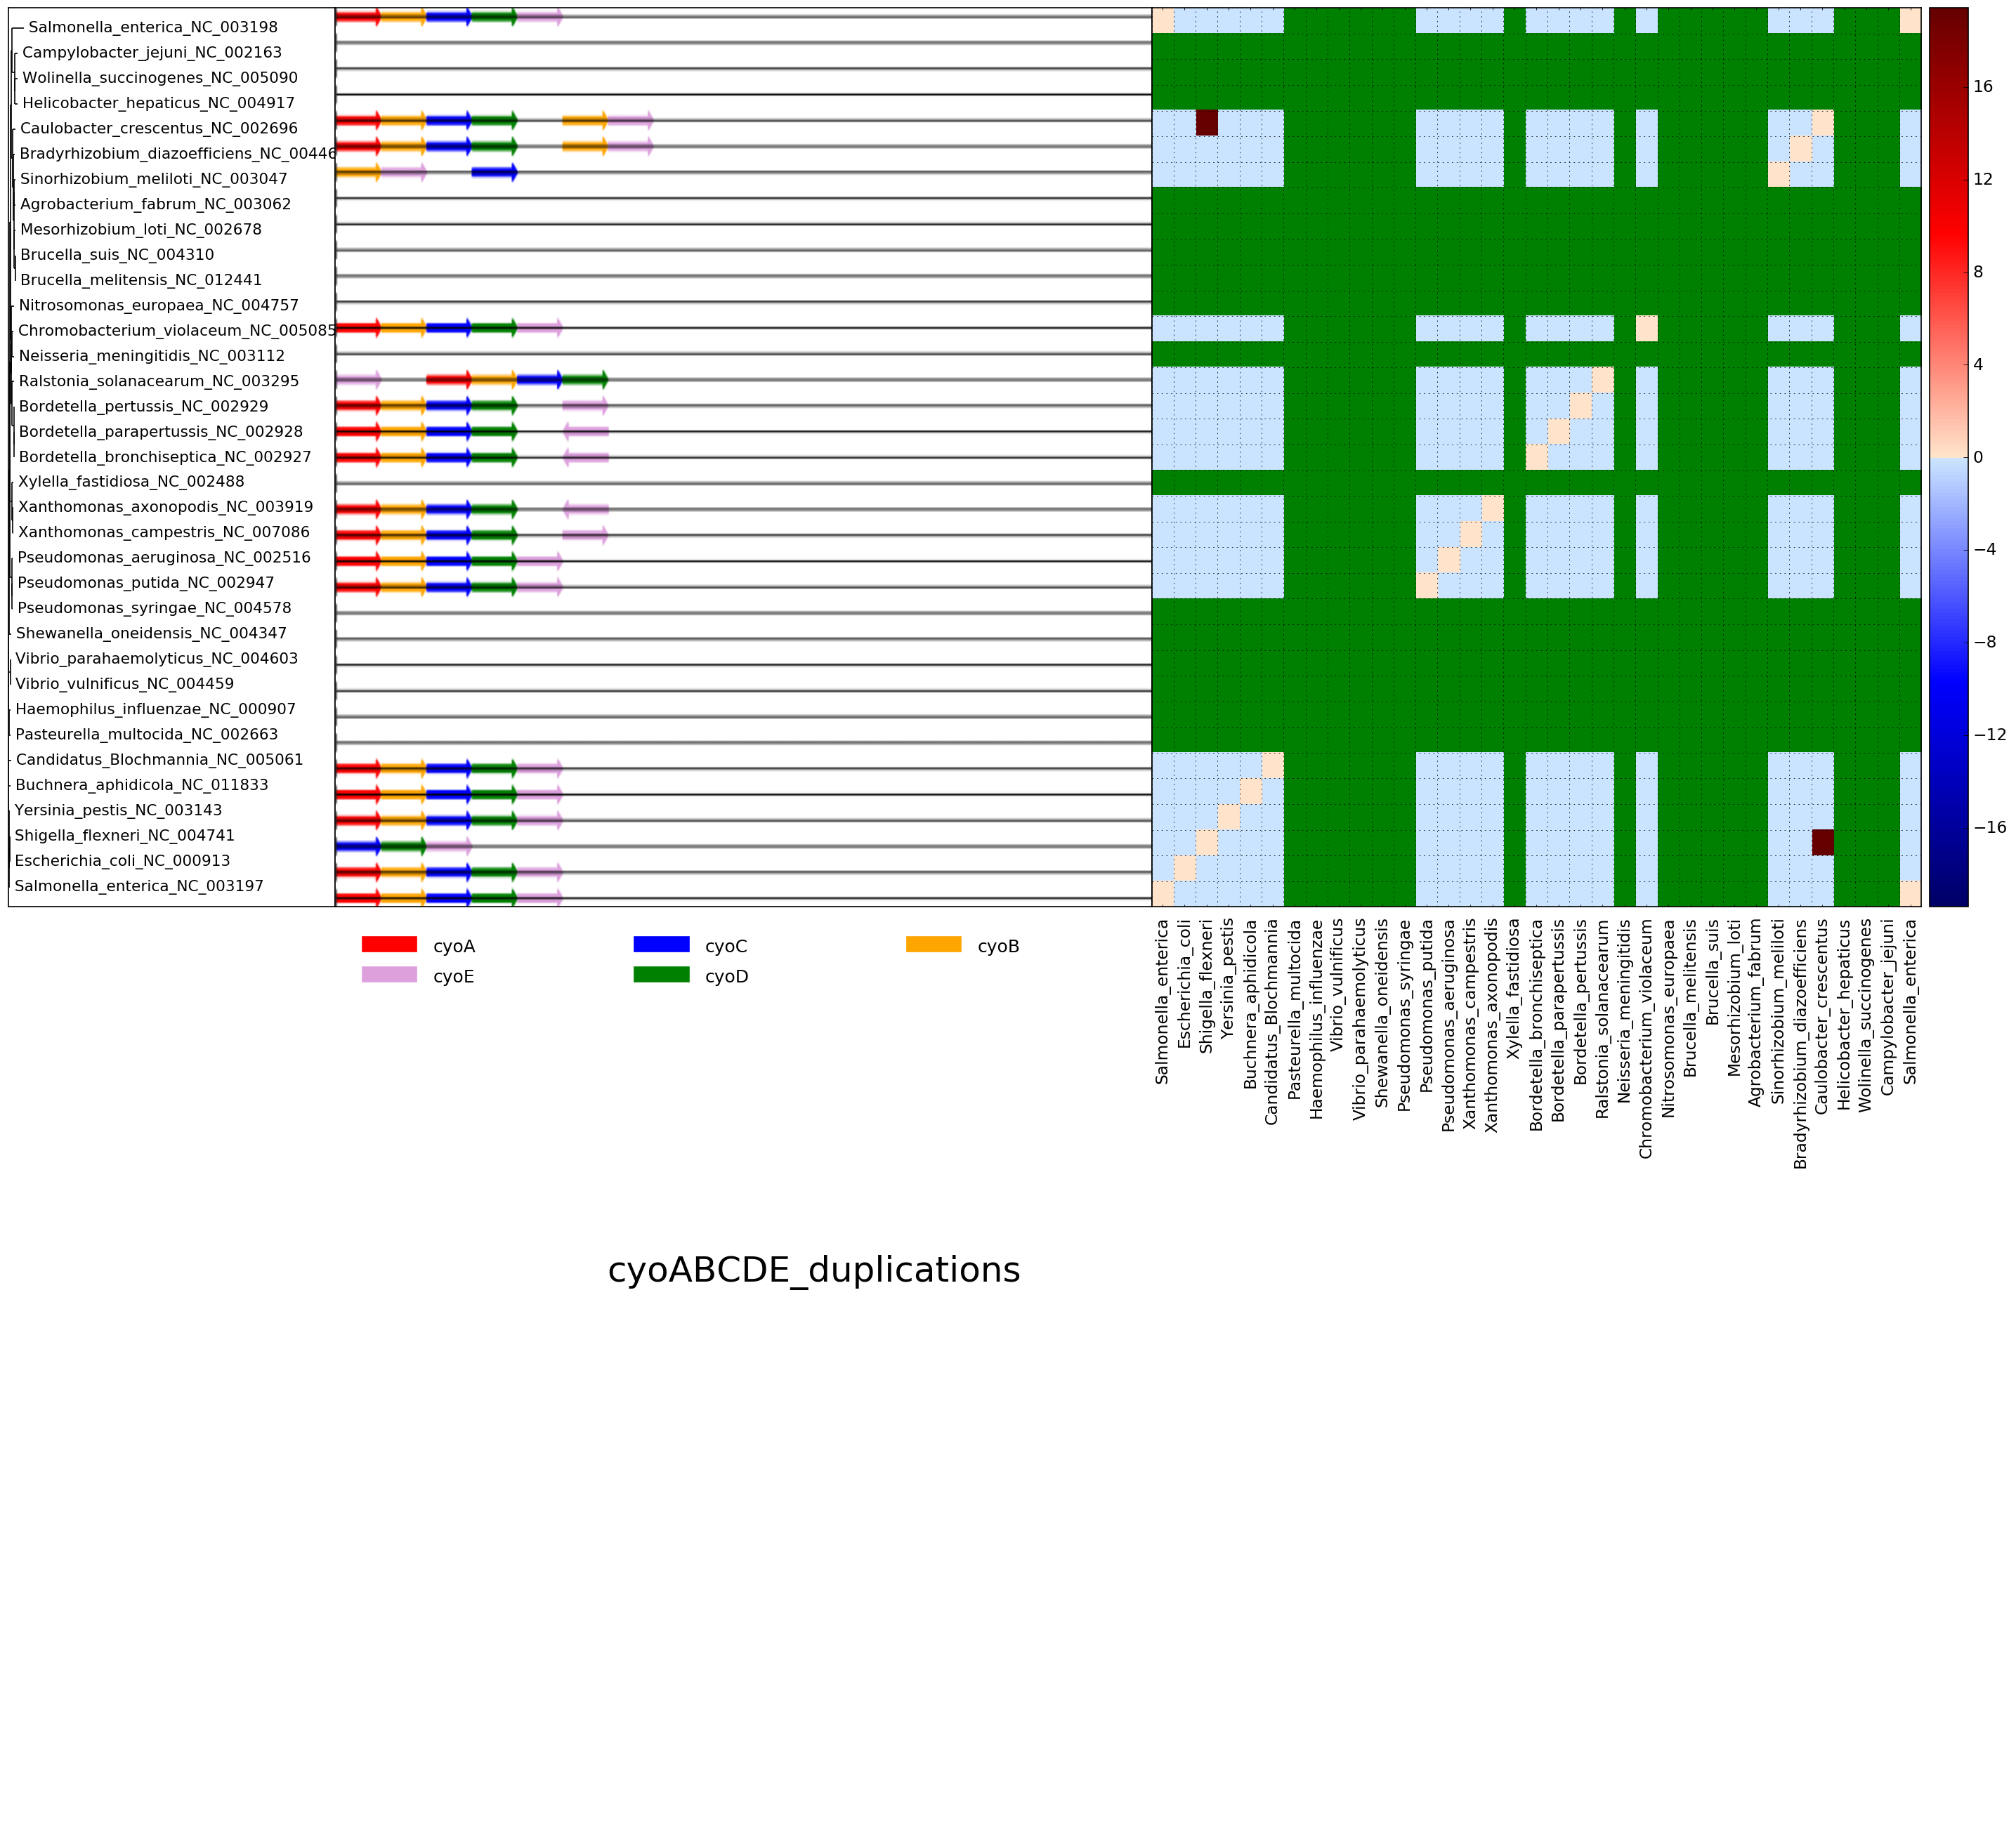 Salmonella_enterica_NC_003198
Campylobacter_jejuni_NC_002163
Wolinella_succinogenes_NC_005090
Helicobacter_hepaticus_NC_004917
Caulobacter_crescentus_NC_002696
Bradyrhizobium_diazoefficiens_NC_00446
Sinorhizobium_meliloti_NC_003047
Agrobacterium_fabrum_NC_003062
Mesorhizobium_loti_NC_002678
Brucella_suis_NC_004310
Brucella_melitensis_NC_012441
Nitrosomonas_europaea_NC_004757
Chromobacterium_violaceum_NC_005085
Neisseria_meningitidis_NC_003112
Ralstonia_solanacearum_NC_003295
Bordetella_pertussis_NC_002929
Bordetella_parapertussis_NC_002928
Bordetella_bronchiseptica_NC_002927
Xylella_fastidiosa_NC_002488
Xanthomonas_axonopodis_NC_003919
Xanthomonas_campestris_NC_007086
Pseudomonas_aeruginosa_NC_002516
Pseudomonas_putida_NC_002947
Pseudomonas_syringae_NC_004578
Shewanella_oneidensis_NC_004347
Vibrio_parahaemolyticus_NC_004603
Vibrio_vulnificus_NC_004459
Haemophilus_influenzae_NC_000907
Pasteurella_multocida_NC_002663
Candidatus_Blochmannia_NC_005061
Buchnera_aphidicola_NC_011833
Yersinia_pestis_NC_003143
Shigella_flexneri_NC_004741
Escherichia_coli_NC_000913
Salmonella_enterica_NC_003197
16
12
8
4
0
−4
−8
−12
−16
cyoA
cyoC
cyoB
cyoE
cyoD
Salmonella_enterica
Escherichia_coli
Shigella_flexneri
Yersinia_pestis
Buchnera_aphidicola
Candidatus_Blochmannia
Pasteurella_multocida
Haemophilus_influenzae
Vibrio_vulnificus
Vibrio_parahaemolyticus
Shewanella_oneidensis
Pseudomonas_syringae
Pseudomonas_putida
Pseudomonas_aeruginosa
Xanthomonas_campestris
Xanthomonas_axonopodis
Xylella_fastidiosa
Bordetella_bronchiseptica
Bordetella_parapertussis
Bordetella_pertussis
Ralstonia_solanacearum
Neisseria_meningitidis
Chromobacterium_violaceum
Nitrosomonas_europaea
Brucella_melitensis
Brucella_suis
Mesorhizobium_loti
Agrobacterium_fabrum
Sinorhizobium_meliloti
Bradyrhizobium_diazoefficiens
Caulobacter_crescentus
Helicobacter_hepaticus
Wolinella_succinogenes
Campylobacter_jejuni
Salmonella_enterica
cyoABCDE_duplications